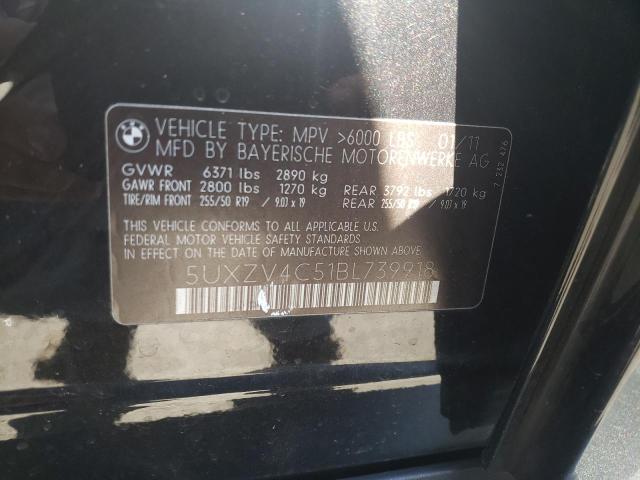 BMW
VEHICLE TYPE: MPV >6000 LBS 01/11
MFD BY BAYERISCHE MOTORENWERKE AG
GVWR 6371 lbs 2890 kg
GAWR FRONT 2800 lbs 1270 kg REAR 3792 lbs 1720 kg
TIRE/RIM FRONT 255/50 R19 / 9.0J x 19 REAR 255/50 R19 / 9.0J x 19
THIS VEHICLE CONFORMS TO ALL APPLICABLE U.S.
FEDERAL MOTOR VEHICLE SAFETY STANDARDS
IN EFFECT ON THE DATE OF MANUFACTURE SHOWN ABOVE.
5UXZV4C51BL739918